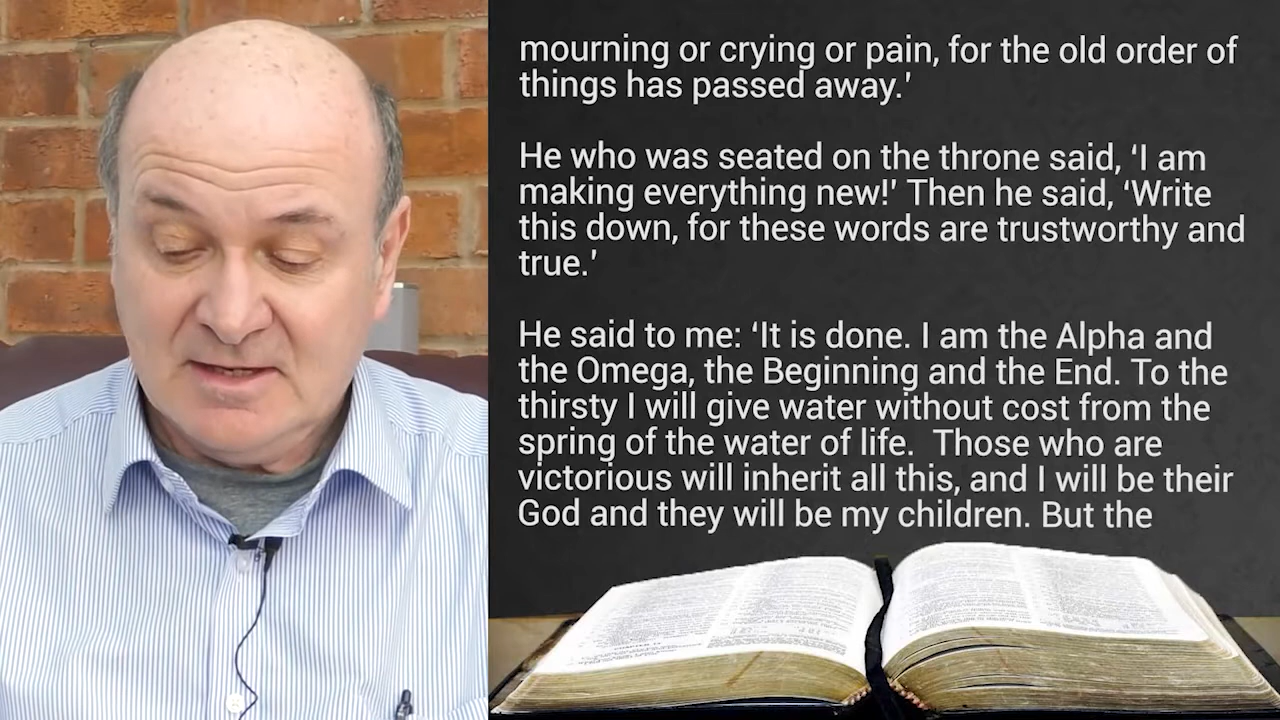 mourning or crying or pain, for the old order of
things has passed away.’
He who was seated on the throne said, ‘I am
making everything new!’ Then he said, ‘Write
this down, for these words are trustworthy and
true.’
He said to me: ‘It is done. I am the Alpha and
the Omega, the Beginning and the End. To the
thirsty I will give water without cost from the
spring of the water of life.  Those who are
victorious will inherit all this, and I will be their
God and they will be my children. But the